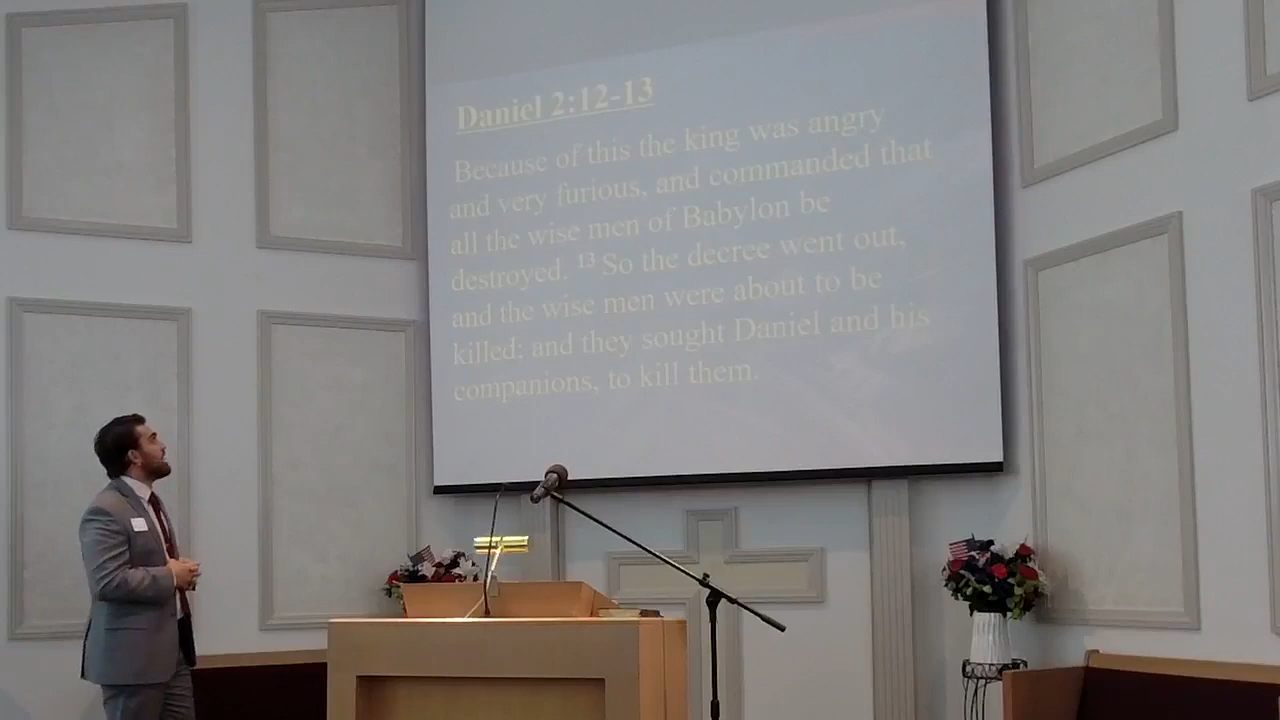 Daniel 2:12-13
Because of this the king was angry
and very furious, and commanded that
all the wise men of Babylon be
destroyed. ¹³ So the decree went out,
and the wise men were about to be
killed; and they sought Daniel and his
companions, to kill them.